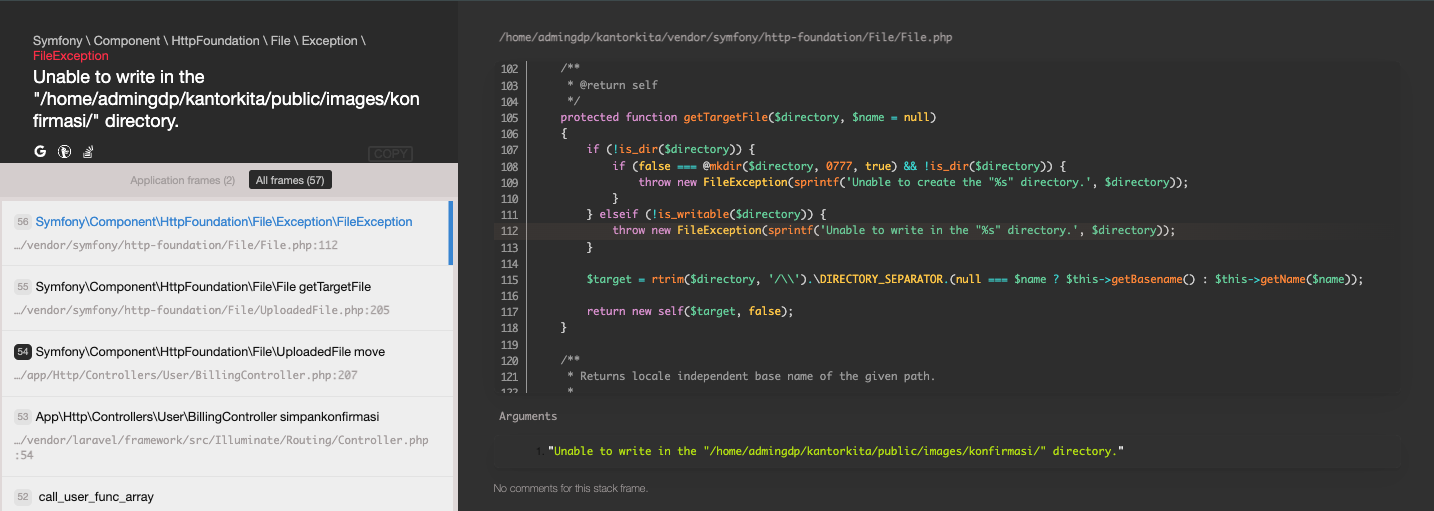 Symfony \ Component \ HttpFoundation \ File \ Exception \
FileException
Unable to write in the
"/home/admingdp/kantorkita/public/images/kon
firmasi/" directory.
COPY
Application frames (2) All frames (57)
56 Symfony\Component\HttpFoundation\File\Exception\FileException
…/vendor/symfony/http-foundation/File/File.php:112
55 Symfony\Component\HttpFoundation\File\File getTargetFile
…/vendor/symfony/http-foundation/File/UploadedFile.php:205
54 Symfony\Component\HttpFoundation\File\UploadedFile move
…/app/Http/Controllers/User/BillingController.php:207
53 App\Http\Controllers\User\BillingController simpankonfirmasi
…/vendor/laravel/framework/src/Illuminate/Routing/Controller.php
:54
52 call_user_func_array
/home/admingdp/kantorkita/vendor/symfony/http-foundation/File/File.php
102     /**
103      * @return self
104      */
105     protected function getTargetFile($directory, $name = null)
106     {
107         if (!is_dir($directory)) {
108             if (false === @mkdir($directory, 0777, true) && !is_dir($directory)) {
109                 throw new FileException(sprintf('Unable to create the "%s" directory.', $directory));
110             }
111         } elseif (!is_writable($directory)) {
112             throw new FileException(sprintf('Unable to write in the "%s" directory.', $directory));
113         }
114
115         $target = rtrim($directory, '/\\').\DIRECTORY_SEPARATOR.(null === $name ? $this->getBasename() : $this->getName($name));
116
117         return new self($target, false);
118     }
119
120     /**
121      * Returns locale independent base name of the given path.
122      *
Arguments
1. "Unable to write in the "/home/admingdp/kantorkita/public/images/konfirmasi/" directory."
No comments for this stack frame.